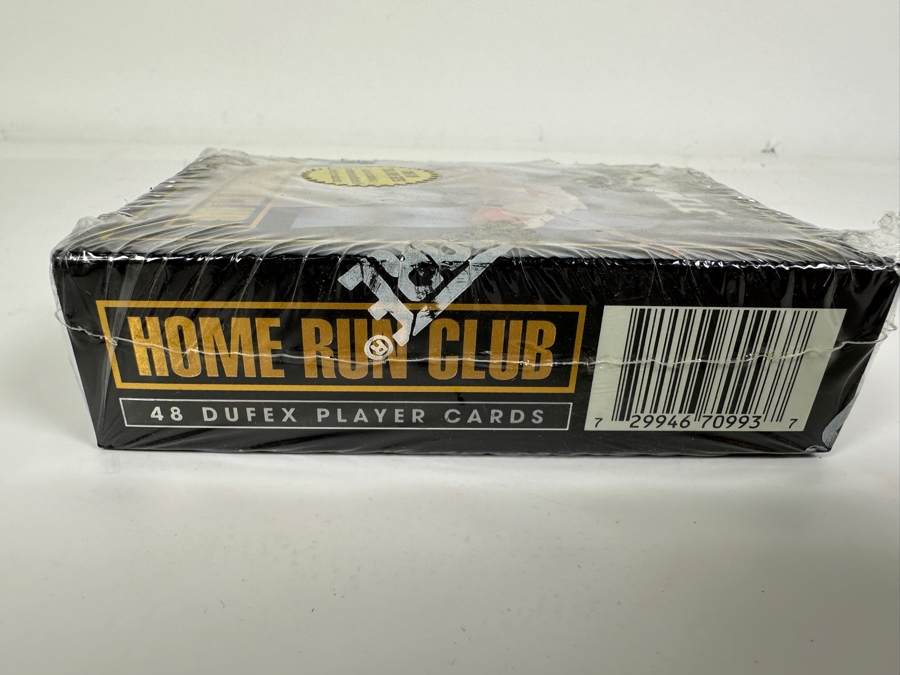 HOME RUN CLUB
48 DUFEX PLAYER CARDS
7 29946 70993 7